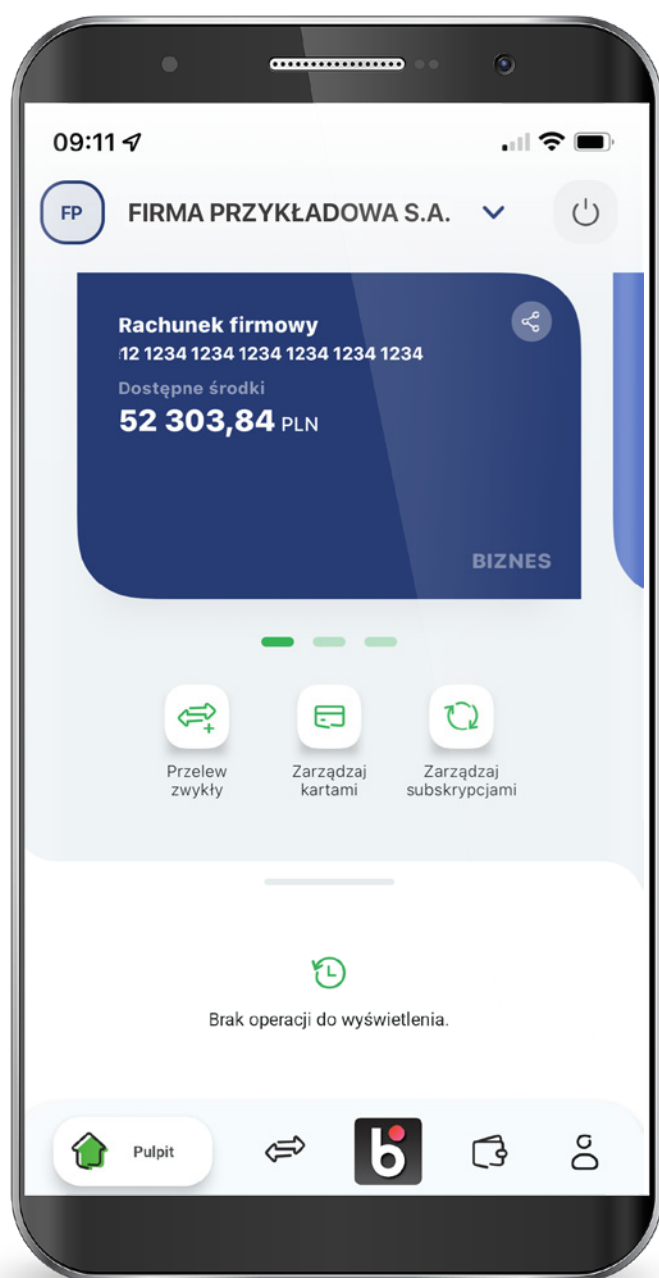 09:11
FP
FIRMA PRZYKŁADOWA S.A.
Rachunek firmowy
12 1234 1234 1234 1234 1234 1234
Dostępne środki
52 303,84 PLN
BIZNES
Przelew
zwykły
Zarządzaj
kartami
Zarządzaj
subskrypcjami
Brak operacji do wyświetlenia.
Pulpit
b